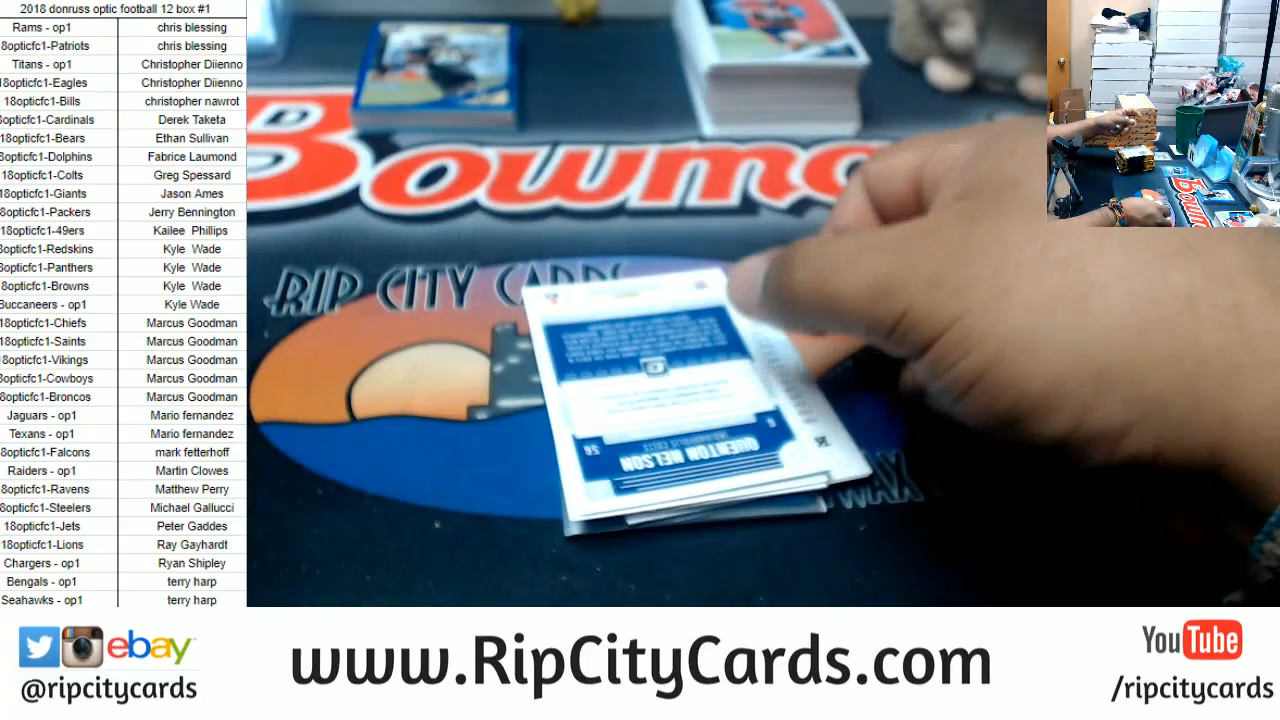 2018 donruss optic football 12 box #1
Rams - op1 chris blessing
8opticfc1-Patriots chris blessing
Titans - op1 Christopher Diienno
18opticfc1-Eagles Christopher Diienno
18opticfc1-Bills christopher nawrot
8opticfc1-Cardinals Derek Taketa
18opticfc1-Bears Ethan Sullivan
8opticfc1-Dolphins Fabrice Laumond
18opticfc1-Colts Greg Spessard
18opticfc1-Giants Jason Ames
8opticfc1-Packers Jerry Bennington
18opticfc1-49ers Kailee Phillips
8opticfc1-Redskins Kyle Wade
8opticfc1-Panthers Kyle Wade
8opticfc1-Browns Kyle Wade
Buccaneers - op1 Kyle Wade
18opticfc1-Chiefs Marcus Goodman
18opticfc1-Saints Marcus Goodman
18opticfc1-Vikings Marcus Goodman
8opticfc1-Cowboys Marcus Goodman
8opticfc1-Broncos Marcus Goodman
Jaguars - op1 Mario fernandez
Texans - op1 Mario fernandez
8opticfc1-Falcons mark fetterhoff
Raiders - op1 Martin Clowes
8opticfc1-Ravens Matthew Perry
8opticfc1-Steelers Michael Gallucci
18opticfc1-Jets Peter Gaddes
18opticfc1-Lions Ray Gayhardt
Chargers - op1 Ryan Shipley
Bengals - op1 terry harp
Seahawks - op1 terry harp
Bowma
RIP CITY CARDS
WAX
QUENTON NELSON
INDIANAPOLIS COLTS
G
Bowm
ebay
@ripcitycards
www.RipCityCards.com
YouTube
/ripcitycards